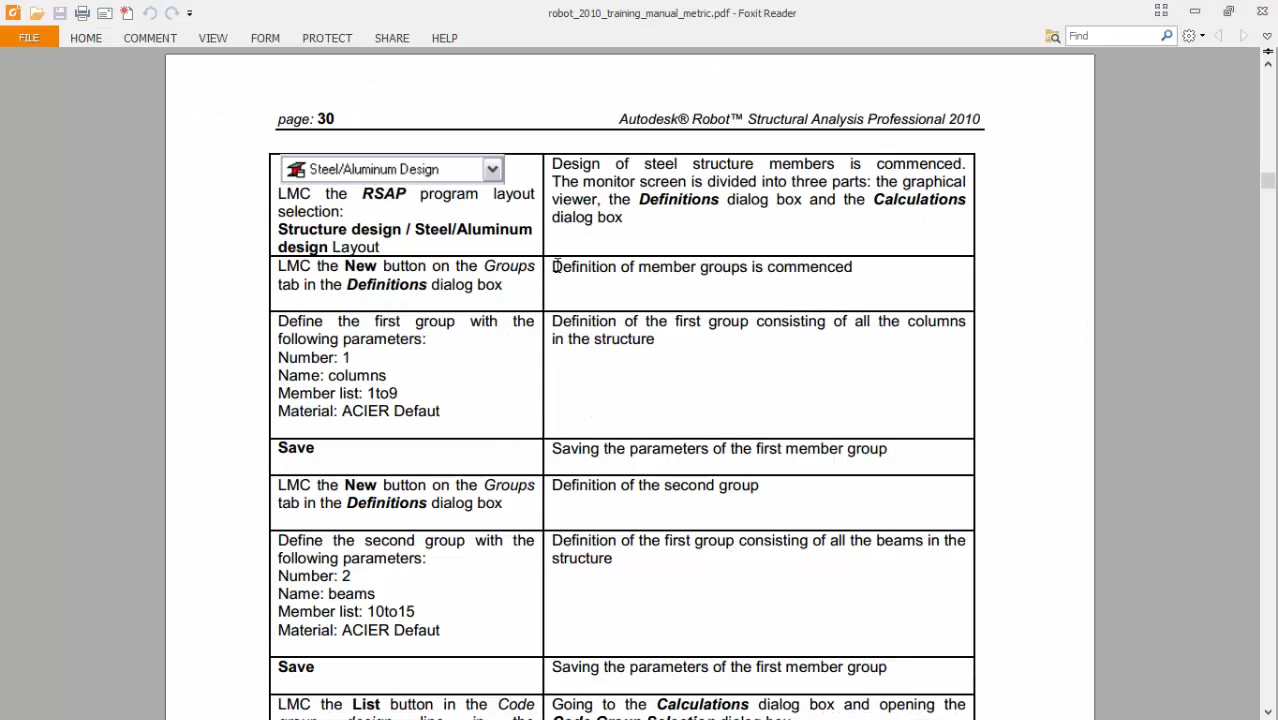 robot_2010_training_manual_metric.pdf - Foxit Reader
FILE HOME COMMENT VIEW FORM PROTECT SHARE HELP
Find
page: 30
Autodesk® Robot™ Structural Analysis Professional 2010
Steel/Aluminum Design
LMC the RSAP program layout
selection:
Structure design / Steel/Aluminum
design Layout
Design of steel structure members is commenced.
The monitor screen is divided into three parts: the graphical
viewer, the Definitions dialog box and the Calculations
dialog box
LMC the New button on the Groups
tab in the Definitions dialog box
Definition of member groups is commenced
Define the first group with the
following parameters:
Number: 1
Name: columns
Member list: 1to9
Material: ACIER Defaut
Definition of the first group consisting of all the columns
in the structure
Save
Saving the parameters of the first member group
LMC the New button on the Groups
tab in the Definitions dialog box
Definition of the second group
Define the second group with the
following parameters:
Number: 2
Name: beams
Member list: 10to15
Material: ACIER Defaut
Definition of the first group consisting of all the beams in the
structure
Save
Saving the parameters of the first member group
LMC the List button in the Code
group design line in the
Going to the Calculations dialog box and opening the
Code Group Selection dialog box